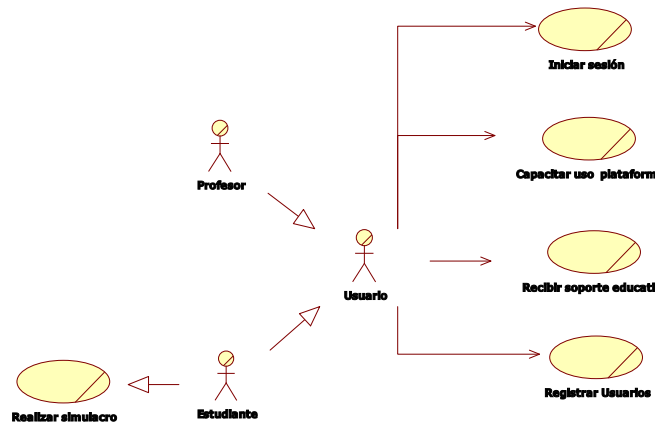 Iniciar sesión
Capacitar uso plataform
Profesor
Recibir soporte educati
Usuario
Registrar Usuarios
Realizar simulacro
Estudiante